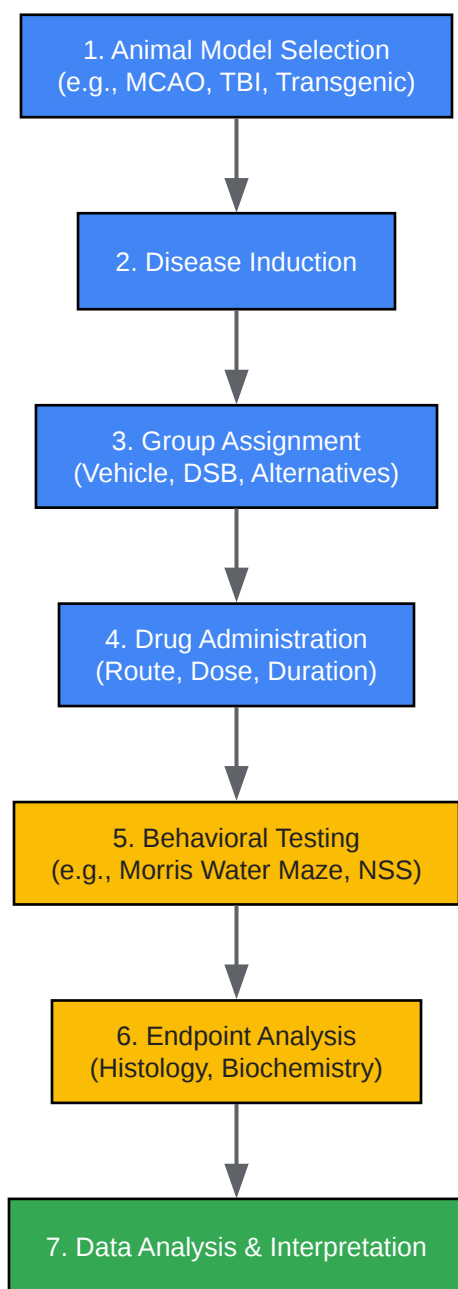 1. Animal Model Selection
(e.g., MCAO, TBI, Transgenic)
2. Disease Induction
3. Group Assignment
(Vehicle, DSB, Alternatives)
4. Drug Administration
(Route, Dose, Duration)
5. Behavioral Testing
(e.g., Morris Water Maze, NSS)
6. Endpoint Analysis
(Histology, Biochemistry)
7. Data Analysis & Interpretation